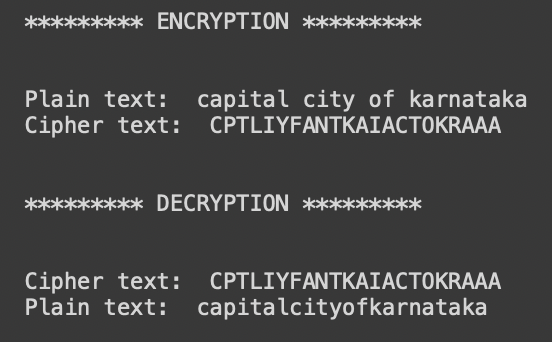 ********* ENCRYPTION *********
Plain text:  capital city of karnataka
Cipher text:  CPTLIYFANTKAIACTOKRAAA
********* DECRYPTION *********
Cipher text:  CPTLIYFANTKAIACTOKRAAA
Plain text:  capitalcityofkarnataka